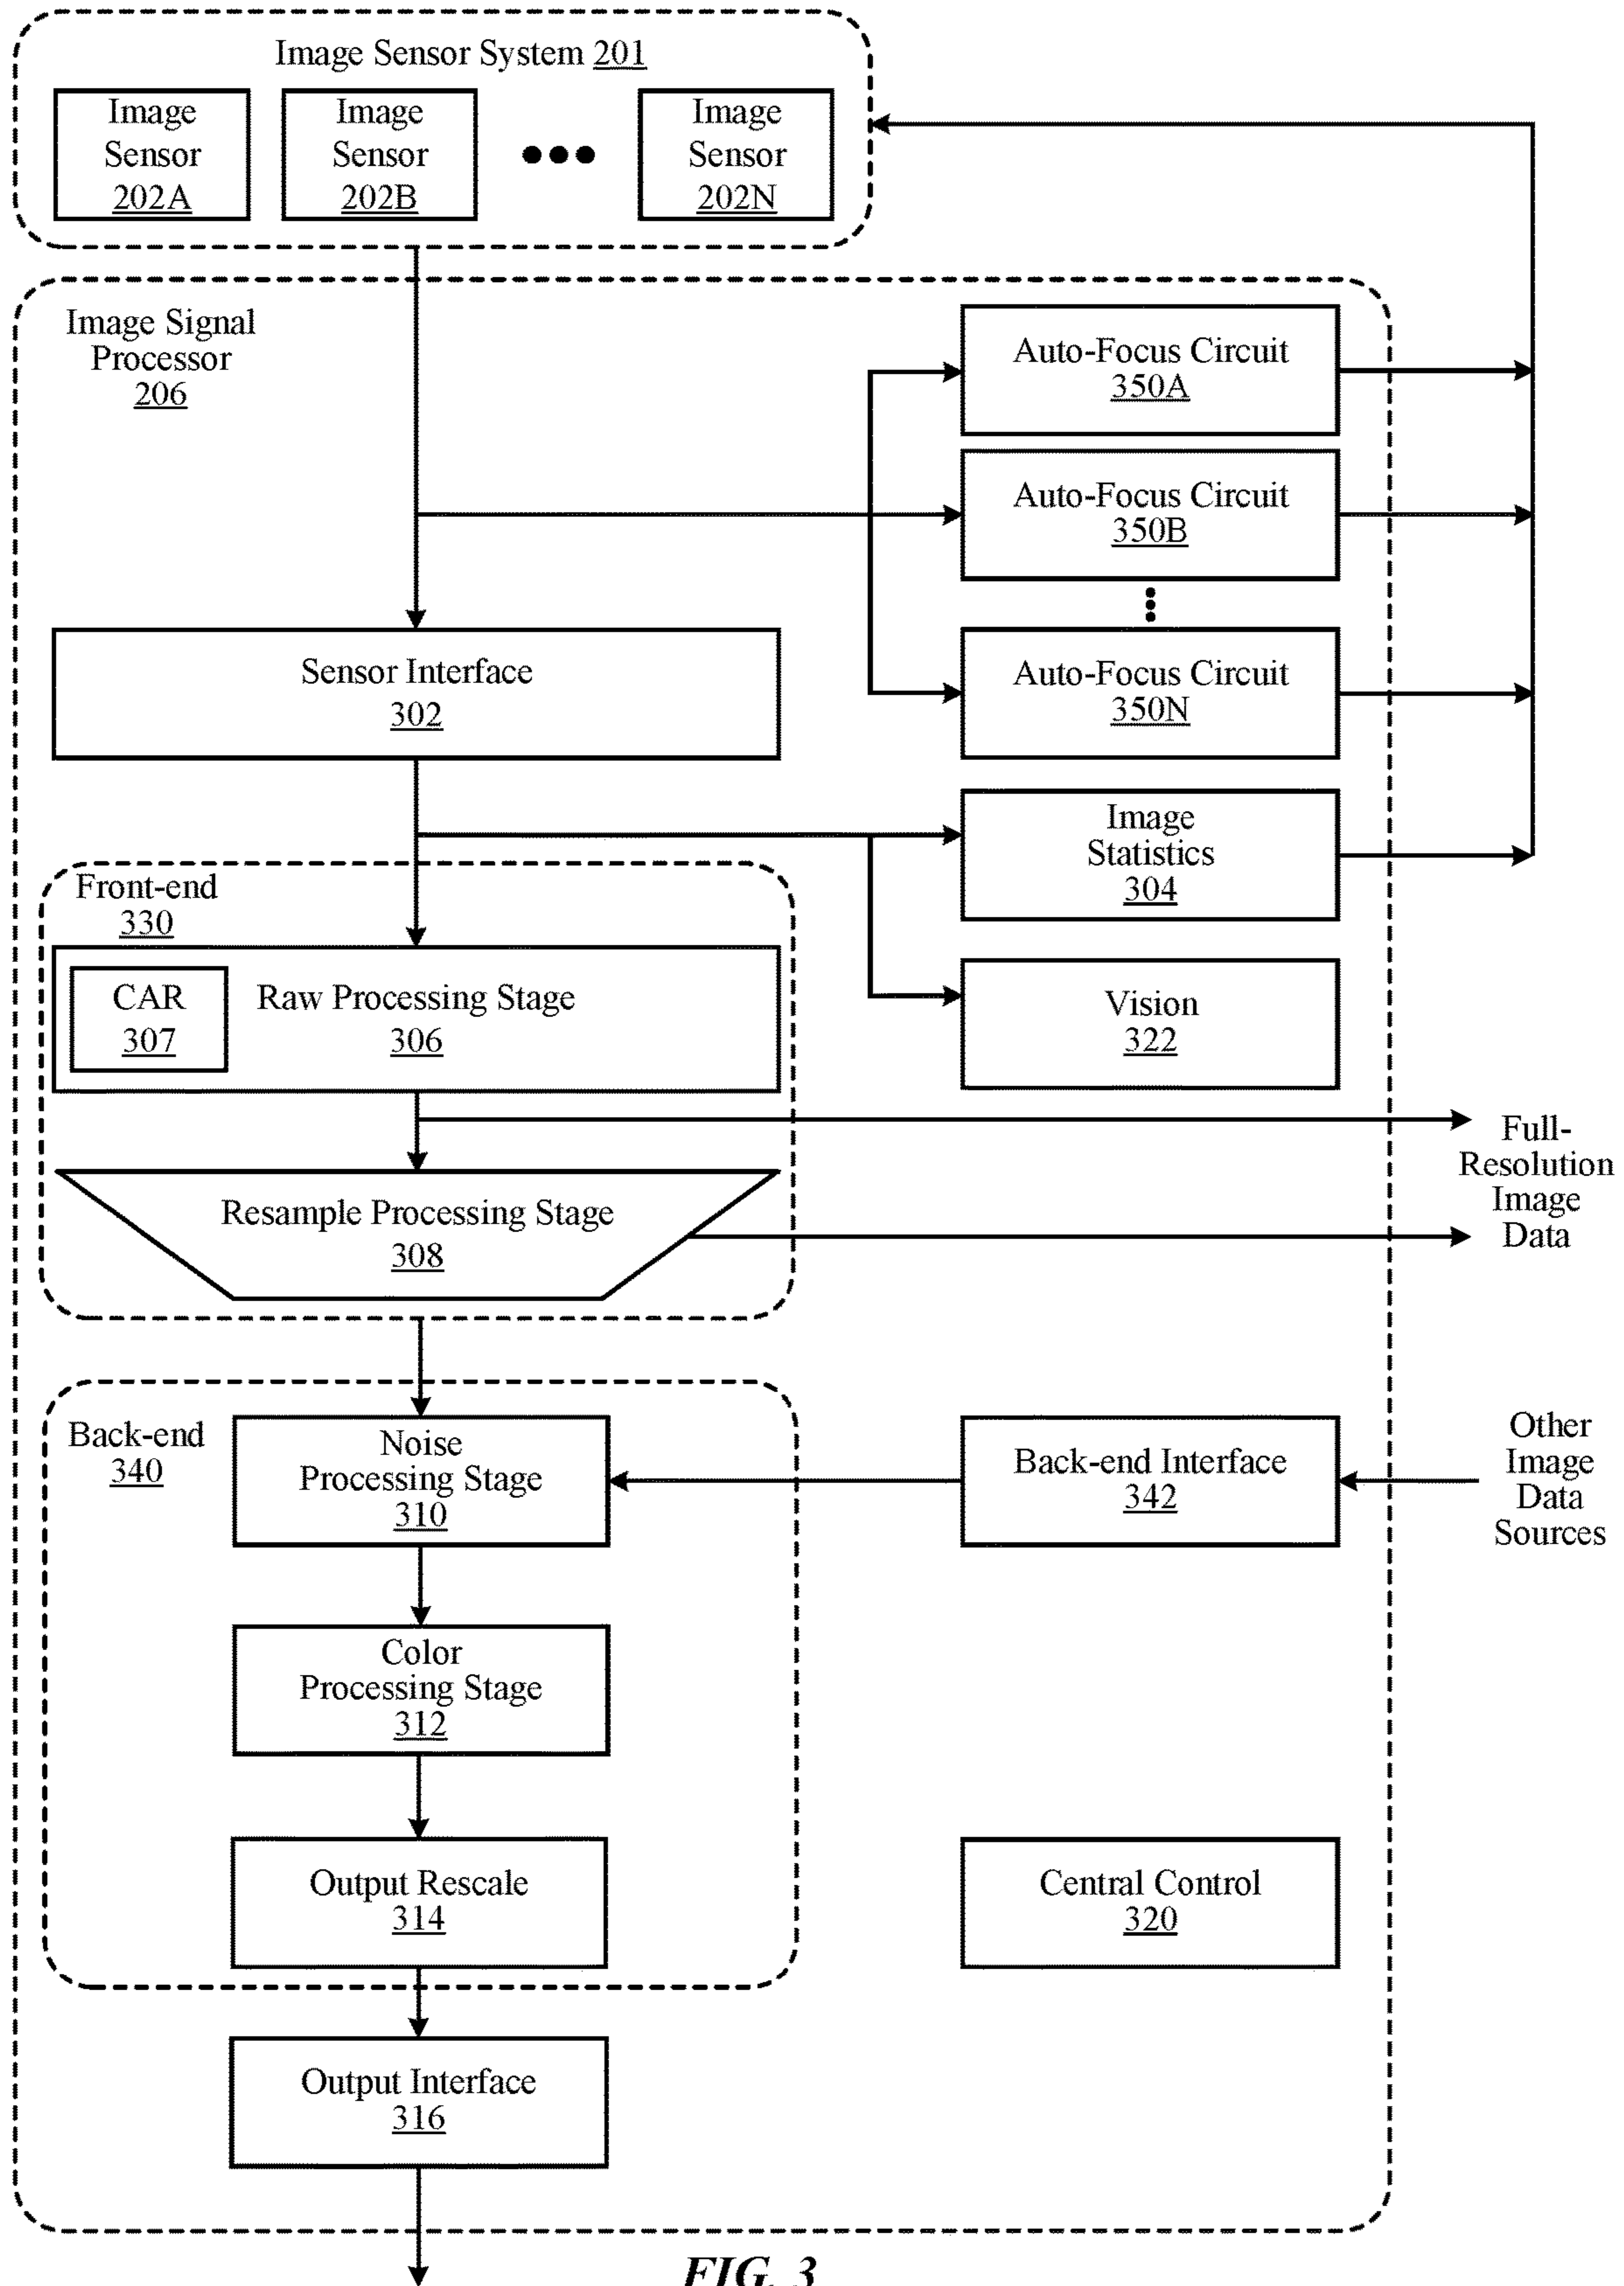 Image Sensor System 201
Image
Sensor
202A
Image
Sensor
202B
Image
Sensor
202N
Image Signal
Processor
206
Auto-Focus Circuit
350A
Auto-Focus Circuit
350B
Auto-Focus Circuit
350N
Sensor Interface
302
Image
Statistics
304
Front-end
330
CAR
307
Raw Processing Stage
306
Vision
322
Full-
Resolution
Image
Data
Resample Processing Stage
308
Back-end
340
Noise
Processing Stage
310
Back-end Interface
342
Other
Image
Data
Sources
Color
Processing Stage
312
Output Rescale
314
Central Control
320
Output Interface
316
FIG. 3